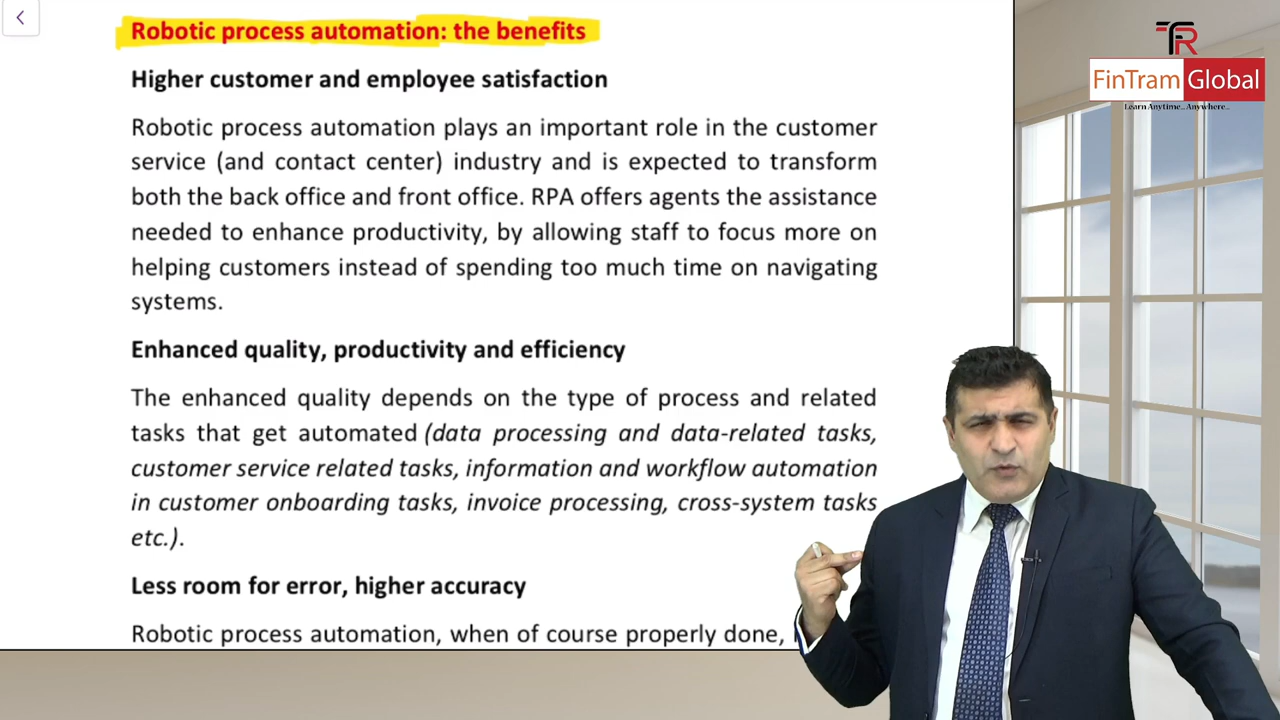 Robotic process automation: the benefits
Higher customer and employee satisfaction
Robotic process automation plays an important role in the customer
service (and contact center) industry and is expected to transform
both the back office and front office. RPA offers agents the assistance
needed to enhance productivity, by allowing staff to focus more on
helping customers instead of spending too much time on navigating
systems.
Enhanced quality, productivity and efficiency
The enhanced quality depends on the type of process and related
tasks that get automated (data processing and data-related tasks,
customer service related tasks, information and workflow automation
in customer onboarding tasks, invoice processing, cross-system tasks
etc.).
Less room for error, higher accuracy
Robotic process automation, when of course properly done,
TR
FinTram Global
Learn Anytime.. Anywhere..